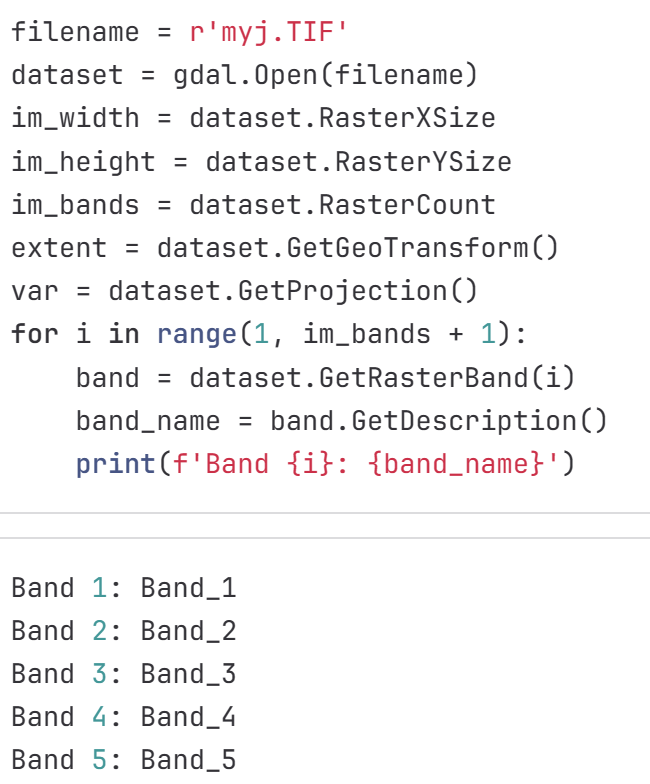 filename = r'myj.TIF'
dataset = gdal.Open(filename)
im_width = dataset.RasterXSize
im_height = dataset.RasterYSize
im_bands = dataset.RasterCount
extent = dataset.GetGeoTransform()
var = dataset.GetProjection()
for i in range(1, im_bands + 1):
    band = dataset.GetRasterBand(i)
    band_name = band.GetDescription()
    print(f'Band {i}: {band_name}')
Band 1: Band_1
Band 2: Band_2
Band 3: Band_3
Band 4: Band_4
Band 5: Band_5